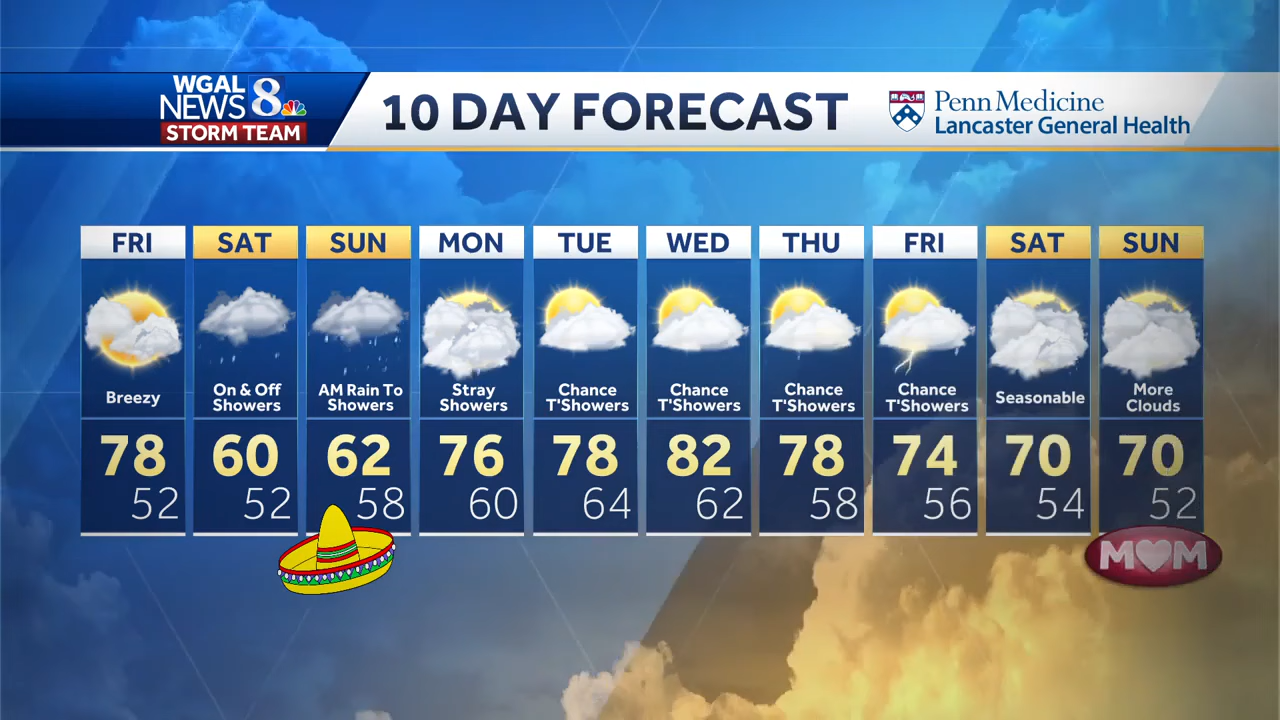 WGAL
NEWS 8
STORM TEAM
10 DAY FORECAST
Penn Medicine
Lancaster General Health
FRI
Breezy
78
52
SAT
On & Off
Showers
60
52
SUN
AM Rain To
Showers
62
58
MON
Stray
Showers
76
60
TUE
Chance
T'Showers
78
64
WED
Chance
T'Showers
82
62
THU
Chance
T'Showers
78
58
FRI
Chance
T'Showers
74
56
SAT
Seasonable
70
54
SUN
More
Clouds
70
52
M♥M